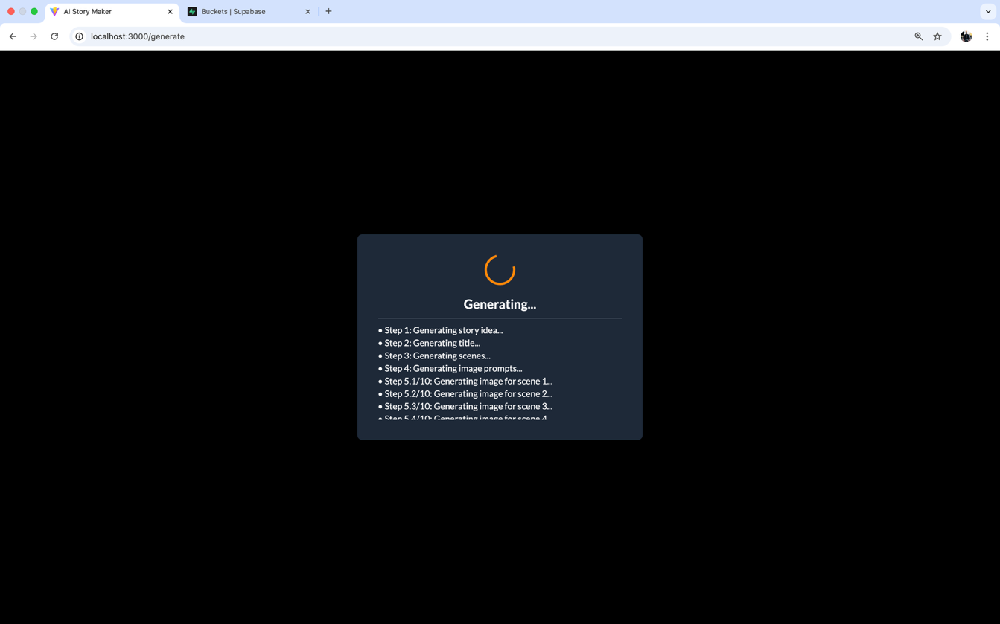 AI Story Maker
Buckets | Supabase
localhost:3000/generate
Generating...
• Step 1: Generating story idea...
• Step 2: Generating title...
• Step 3: Generating scenes...
• Step 4: Generating image prompts...
• Step 5.1/10: Generating image for scene 1...
• Step 5.2/10: Generating image for scene 2...
• Step 5.3/10: Generating image for scene 3...
• Step 5.4/10: Generating image for scene 4